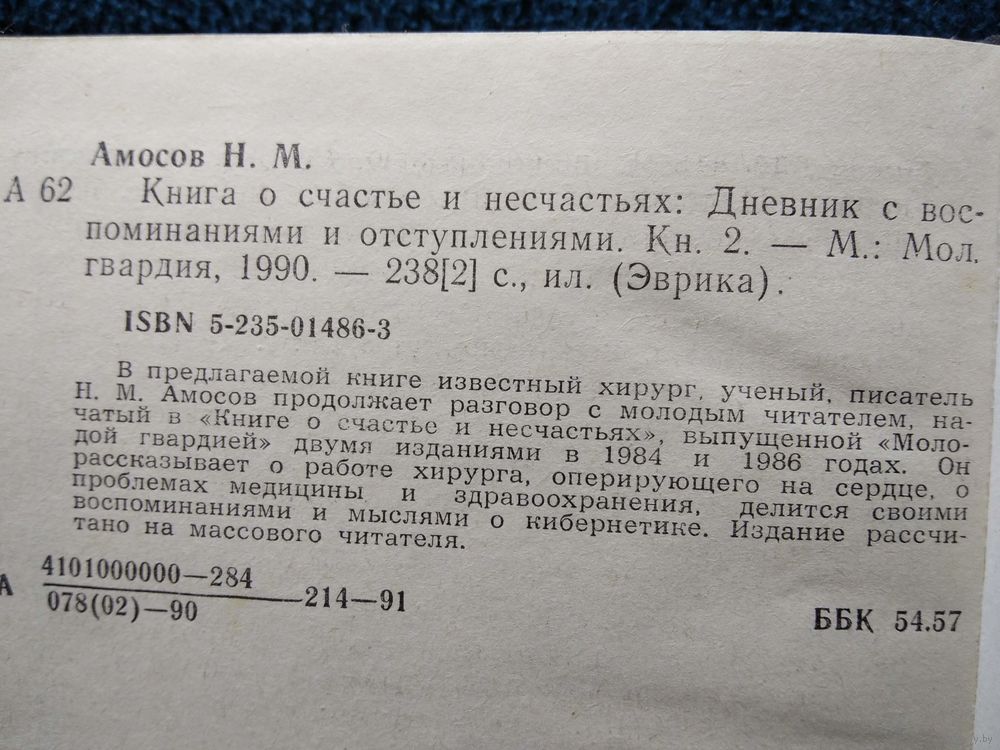 Амосов Н. М.
А 62 Книга о счастье и несчастьях: Дневник с вос-
поминаниями и отступлениями. Кн. 2. — М.: Мол.
гвардия, 1990. — 238[2] с., ил. (Эврика).
ISBN 5-235-01486-3
В предлагаемой книге известный хирург, ученый, писатель
Н. М. Амосов продолжает разговор с молодым читателем, на-
чатый в «Книге о счастье и несчастьях», выпущенной «Моло-
дой гвардией» двумя изданиями в 1984 и 1986 годах. Он
рассказывает о работе хирурга, оперирующего на сердце, о
проблемах медицины и здравоохранения, делится своими
воспоминаниями и мыслями о кибернетике. Издание рассчи-
тано на массового читателя.
А 4101000000—284
078(02)—90 —214—91
ББК 54.57